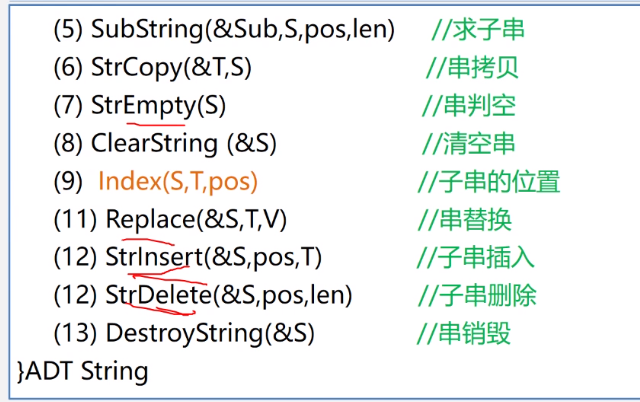 (5) SubString(&Sub,S,pos,len) //求子串
(6) StrCopy(&T,S) //串拷贝
(7) StrEmpty(S) //串判空
(8) ClearString (&S) //清空串
(9) Index(S,T,pos) //子串的位置
(11) Replace(&S,T,V) //串替换
(12) StrInsert(&S,pos,T) //子串插入
(12) StrDelete(&S,pos,len) //子串删除
(13) DestroyString(&S) //串销毁
}ADT String